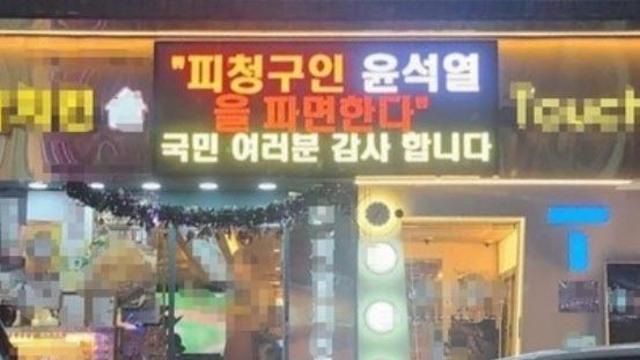 "피청구인 윤석열
을 파면한다"
국민 여러분 감사 합니다
Touch
T